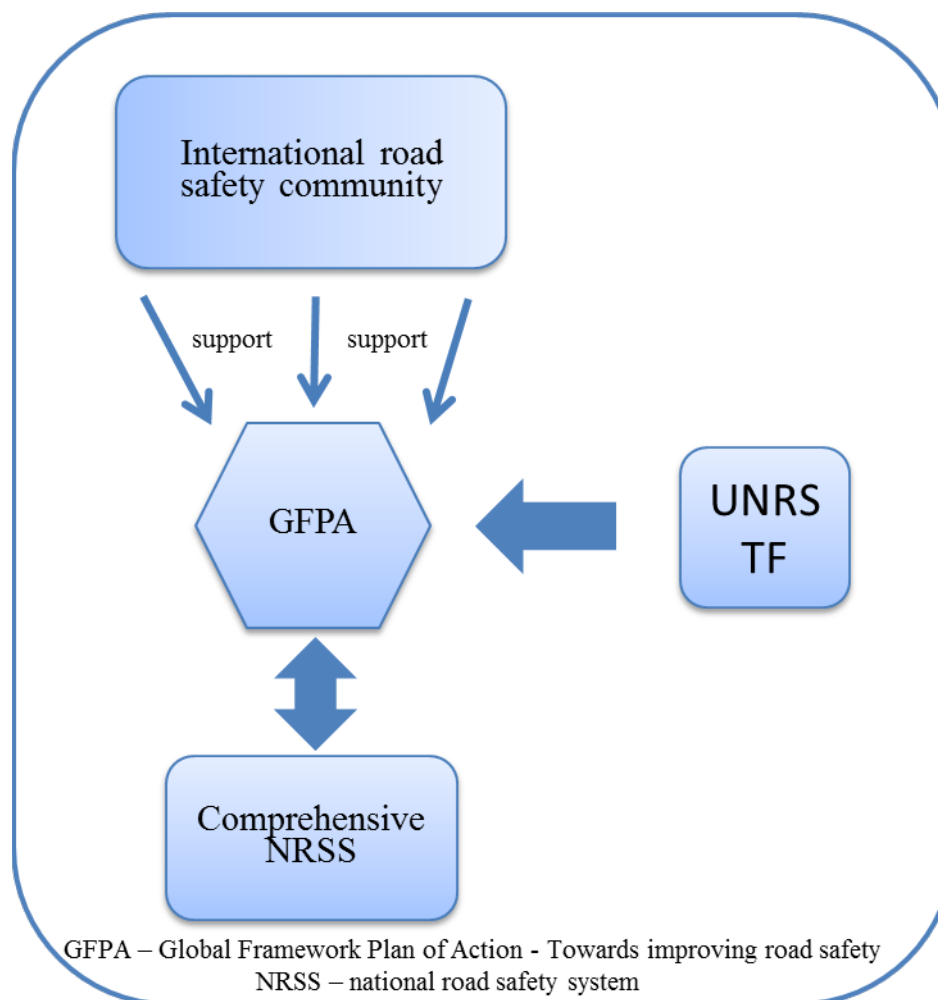 International road
safety community
support
support
GFPA
UNRS
TF
Comprehensive
NRSS
GFPA – Global Framework Plan of Action - Towards improving road safety
NRSS – national road safety system